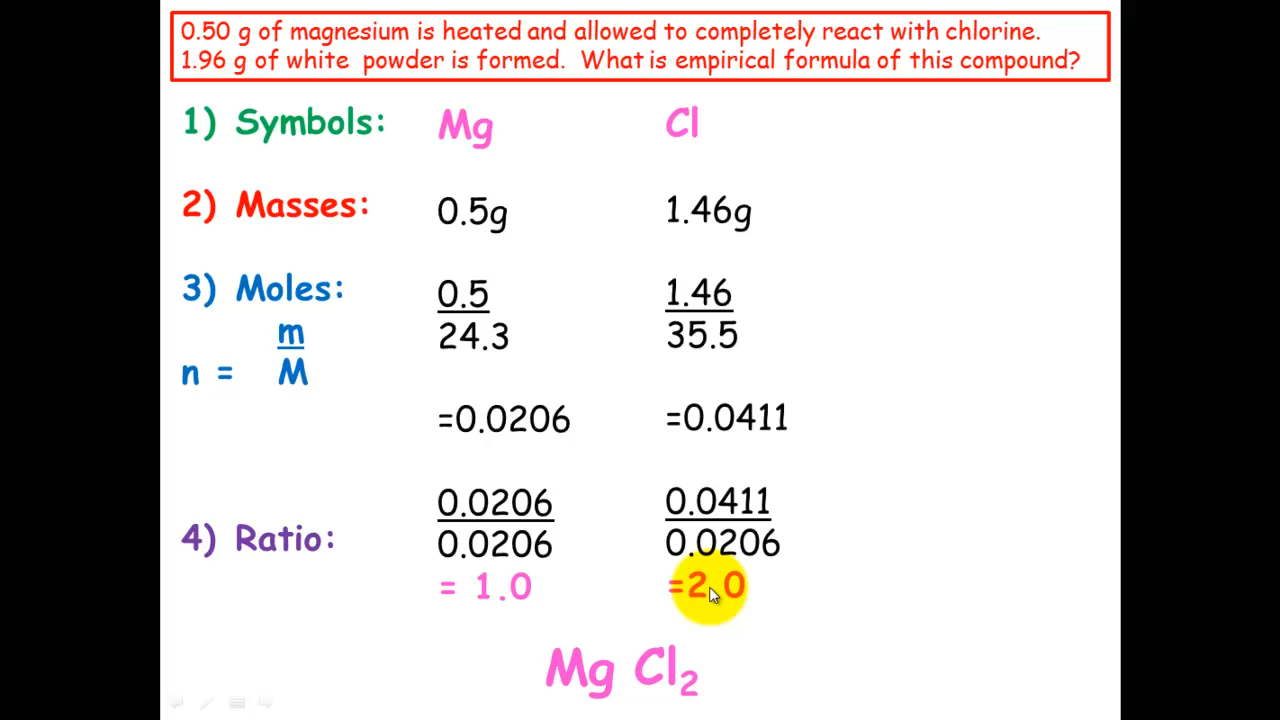 0.50 g of magnesium is heated and allowed to completely react with chlorine.
1.96 g of white powder is formed. What is empirical formula of this compound?
1) Symbols: Mg Cl
2) Masses: 0.5g 1.46g
3) Moles: 0.5 1.46
m 24.3 35.5
n = M
=0.0206 =0.0411
0.0206 0.0411
4) Ratio: 0.0206 0.0206
= 1.0 =2.0
Mg Cl₂